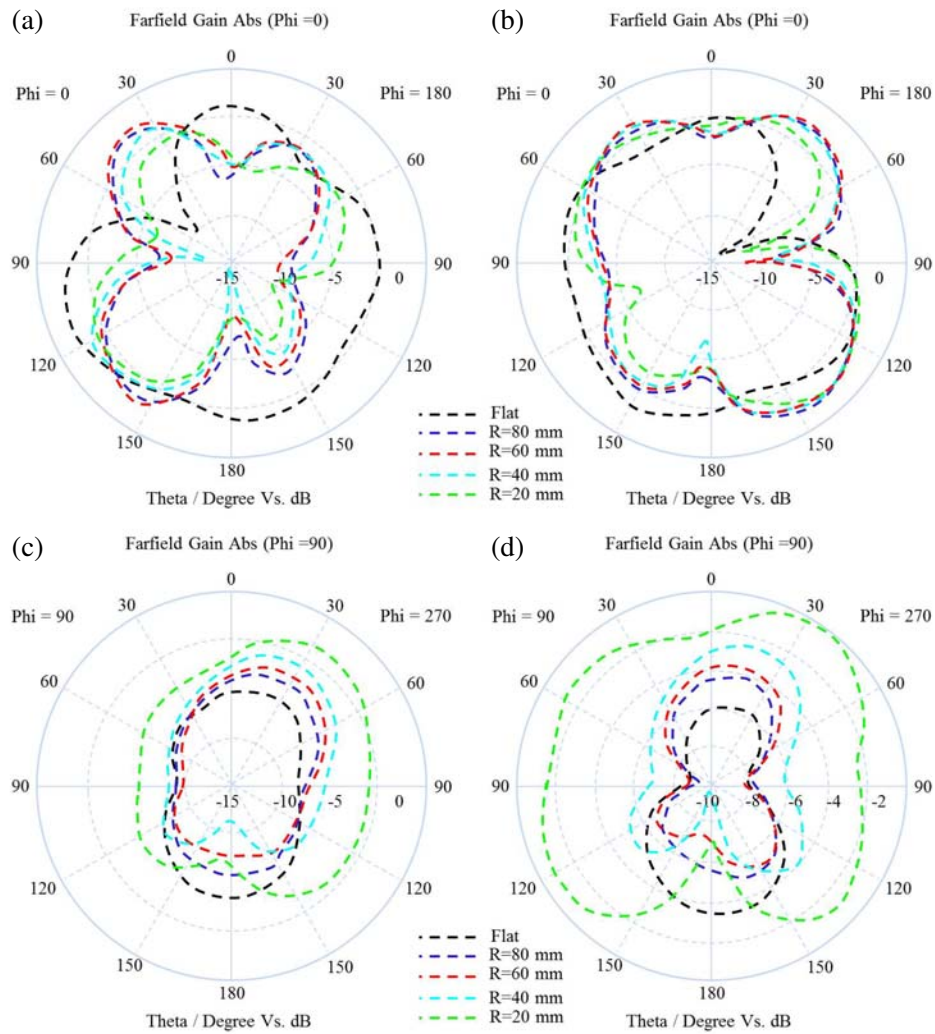 (a)
Farfield Gain Abs (Phi =0)
0
30
30
Phi = 0
Phi = 180
60
60
90
-15
-10
-5
0
90
120
120
150
150
180
Theta / Degree Vs. dB
(b)
Farfield Gain Abs (Phi =0)
0
30
30
Phi = 0
Phi = 180
60
60
90
-15
-10
-5
0
90
120
120
150
150
180
Theta / Degree Vs. dB
Flat
R=80 mm
R=60 mm
R=40 mm
R=20 mm
(c)
Farfield Gain Abs (Phi =90)
0
30
30
Phi = 90
Phi = 270
60
60
90
-15
-10
-5
0
90
120
120
150
150
180
Theta / Degree Vs. dB
(d)
Farfield Gain Abs (Phi =90)
0
30
30
Phi = 90
Phi = 270
60
60
90
-10
-8
-6
-4
-2
90
120
120
150
150
180
Theta / Degree Vs. dB
Flat
R=80 mm
R=60 mm
R=40 mm
R=20 mm